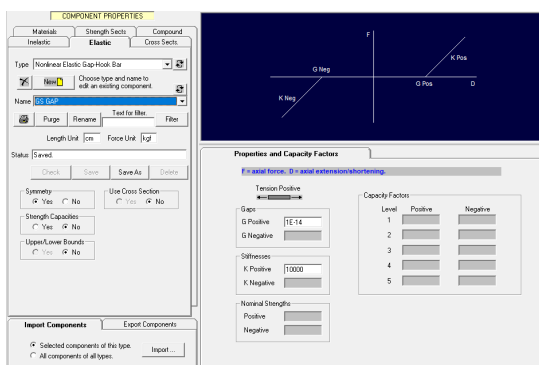 COMPONENT PROPERTIES
Materials Strength Sects Compound
Inelastic Elastic Cross Sects.
Type Nonlinear Elastic Gap-Hook Bar
New Choose type and name to
edit an existing component.
Name GS GAP
Purge Rename Text for filter. Filter
Length Unit cm Force Unit kgf
Status Saved.
Check Save Save As Delete
Symmetry
Yes No
Use Cross Section
Yes No
Strength Capacities
Yes No
Upper/Lower Bounds
Yes No
Import Components Export Components
Selected components of this type.
All components of all types.
Import ...
F
K Pos
G Neg
G Pos D
K Neg
Properties and Capacity Factors
F = axial force. D = axial extension/shortening.
Tension Positive
Gaps
G Positive 1E-14
G Negative
Stiffnesses
K Positive 10000
K Negative
Nominal Strengths
Positive
Negative
Capacity Factors
Level Positive Negative
1
2
3
4
5